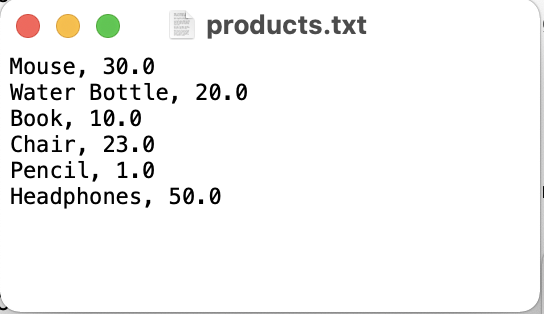 products.txt
Mouse, 30.0
Water Bottle, 20.0
Book, 10.0
Chair, 23.0
Pencil, 1.0
Headphones, 50.0